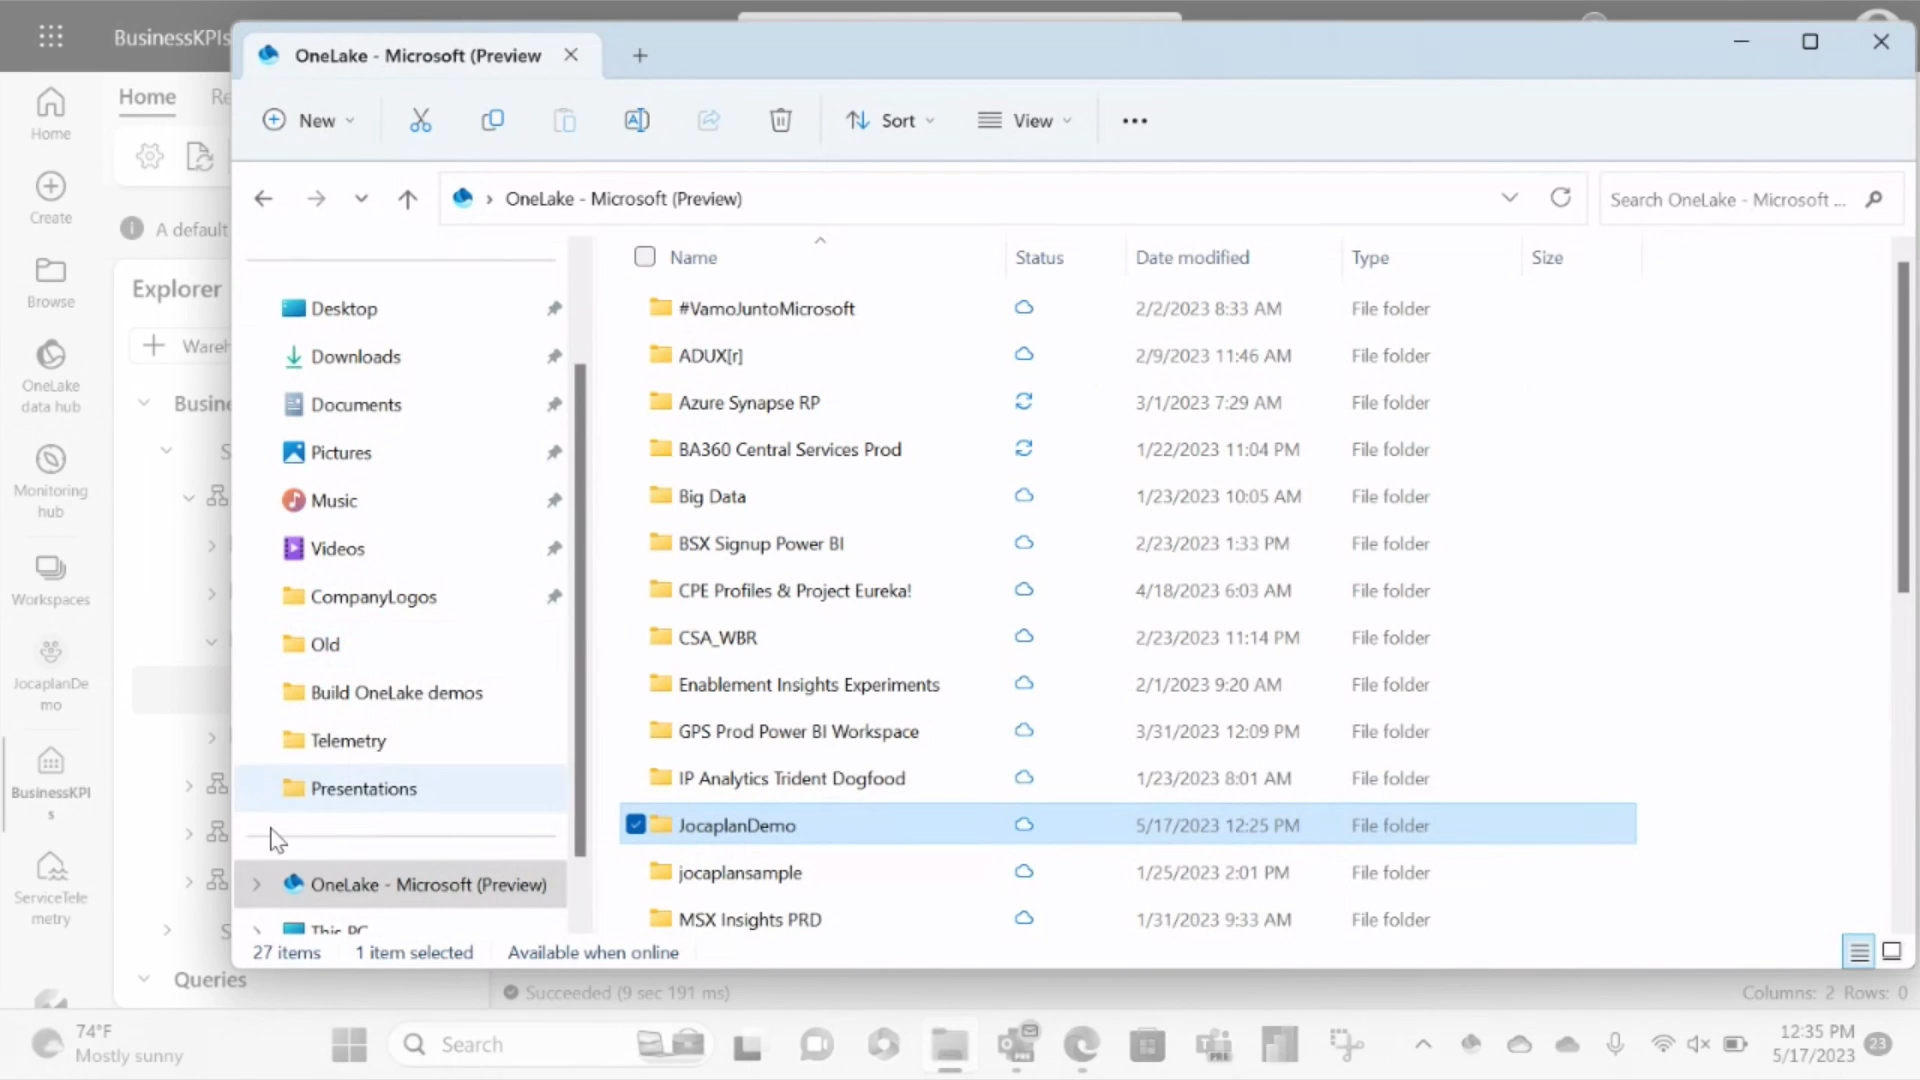 BusinessKPIs
OneLake - Microsoft (Preview
New
Sort
View
OneLake - Microsoft (Preview)
Search OneLake - Microsoft ...
Home
Create
Browse
OneLake
data hub
Monitoring
hub
Workspaces
JocaplanDe
mo
BusinessKPI
s
ServiceTele
metry
Home
Re
A default
Explorer
Wareh
Busine
S
S
Queries
Desktop
Downloads
Documents
Pictures
Music
Videos
CompanyLogos
Old
Build OneLake demos
Telemetry
Presentations
OneLake - Microsoft (Preview)
This PC
Name Status Date modified Type Size
#VamoJuntoMicrosoft 2/2/2023 8:33 AM File folder
ADUX[r] 2/9/2023 11:46 AM File folder
Azure Synapse RP 3/1/2023 7:29 AM File folder
BA360 Central Services Prod 1/22/2023 11:04 PM File folder
Big Data 1/23/2023 10:05 AM File folder
BSX Signup Power BI 2/23/2023 1:33 PM File folder
CPE Profiles & Project Eureka! 4/18/2023 6:03 AM File folder
CSA_WBR 2/23/2023 11:14 PM File folder
Enablement Insights Experiments 2/1/2023 9:20 AM File folder
GPS Prod Power BI Workspace 3/31/2023 12:09 PM File folder
IP Analytics Trident Dogfood 1/23/2023 8:01 AM File folder
JocaplanDemo 5/17/2023 12:25 PM File folder
jocaplansample 1/25/2023 2:01 PM File folder
MSX Insights PRD 1/31/2023 9:33 AM File folder
27 items 1 item selected Available when online
Succeeded (9 sec 191 ms)
Columns: 2 Rows: 0
74°F
Mostly sunny
Search
PRE
PRE
12:35 PM
5/17/2023
23